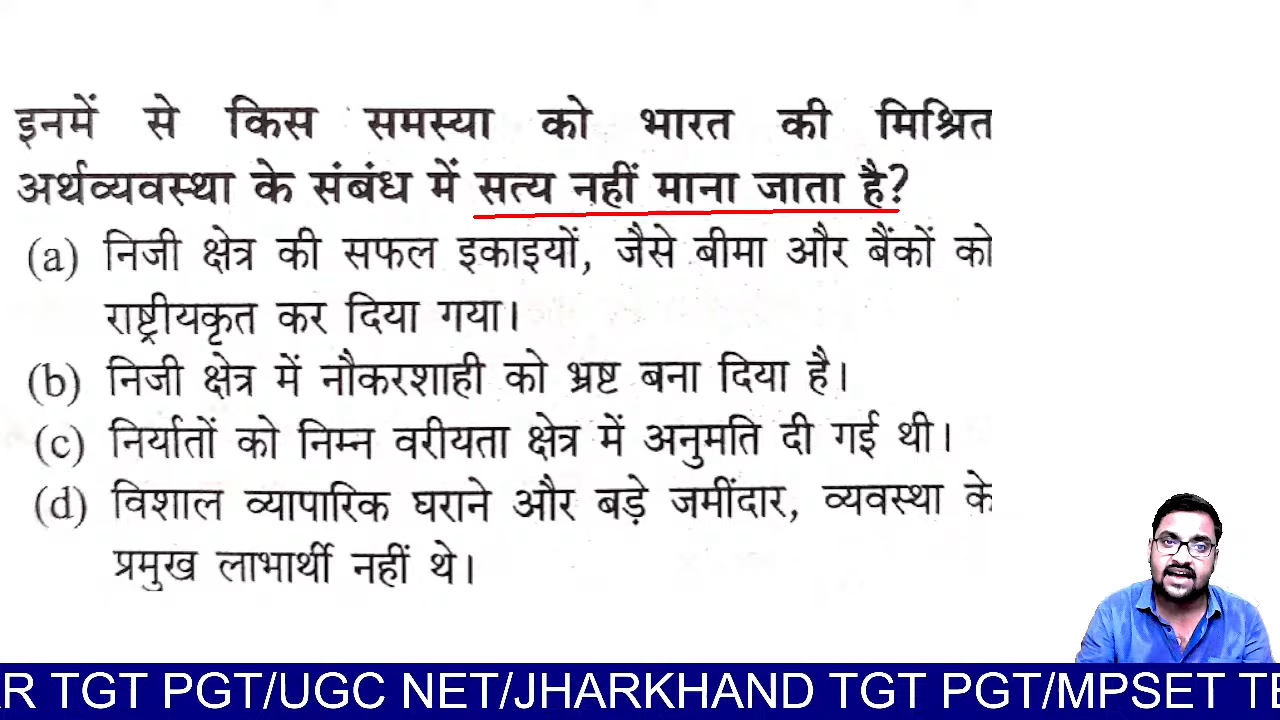 इनमें से किस समस्या को भारत की मिश्रित
अर्थव्यवस्था के संबंध में सत्य नहीं माना जाता है?
(a) निजी क्षेत्र की सफल इकाइयों, जैसे बीमा और बैंकों को
राष्ट्रीयकृत कर दिया गया।
(b) निजी क्षेत्र में नौकरशाही को भ्रष्ट बना दिया है।
(c) निर्यातों को निम्न वरीयता क्षेत्र में अनुमति दी गई थी।
(d) विशाल व्यापारिक घराने और बड़े जमींदार, व्यवस्था के
प्रमुख लाभार्थी नहीं थे।
AR TGT PGT/UGC NET/JHARKHAND TGT PGT/MPSET TE